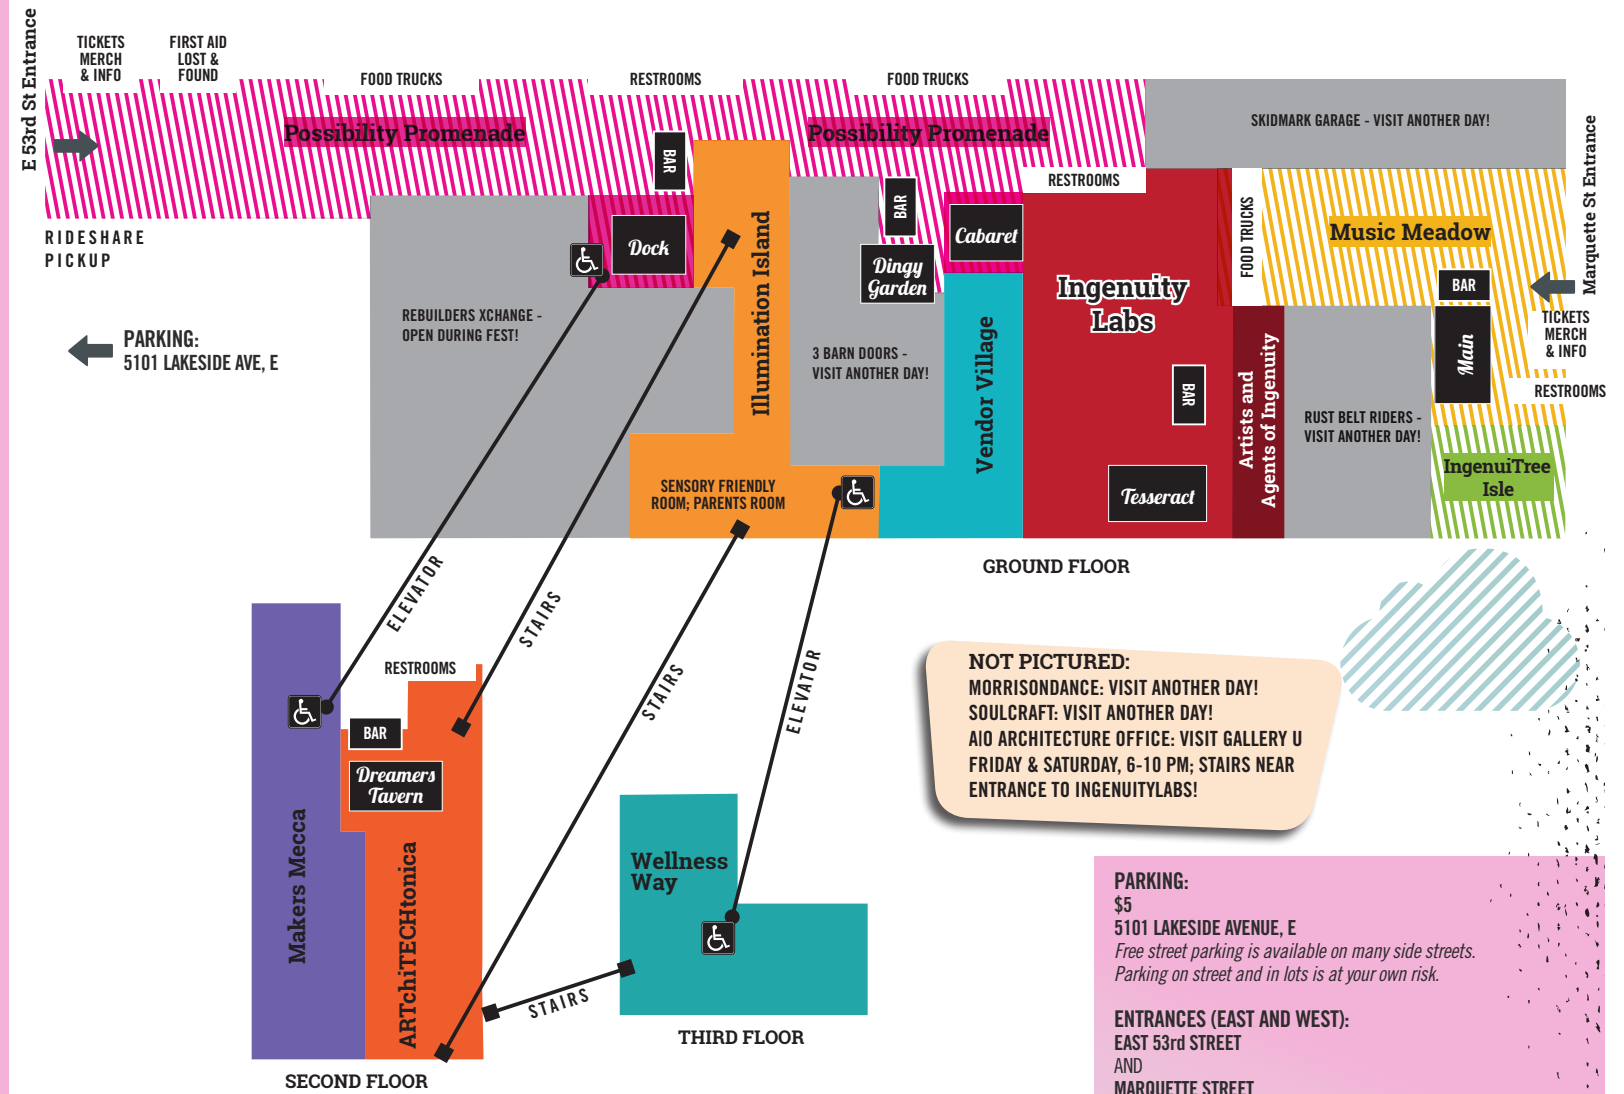 E 53rd St Entrance
TICKETS
MERCH
& INFO
FIRST AID
LOST &
FOUND
FOOD TRUCKS
RESTROOMS
FOOD TRUCKS
Possibility Promenade
Possibility Promenade
SKIDMARK GARAGE - VISIT ANOTHER DAY!
Marquette St Entrance
RIDESHARE
PICKUP
BAR
Dock
BAR
Dingy
Garden
Cabaret
RESTROOMS
FOOD TRUCKS
Music Meadow
BAR
TICKETS
MERCH
& INFO
Main
RESTROOMS
PARKING:
5101 LAKESIDE AVE, E
REBUILDERS XCHANGE -
OPEN DURING FEST!
Illumination Island
3 BARN DOORS -
VISIT ANOTHER DAY!
Vendor Village
Ingenuity
Labs
BAR
Tesseract
Artists and
Agents of Ingenuity
RUST BELT RIDERS -
VISIT ANOTHER DAY!
IngenuiTree
Isle
SENSORY FRIENDLY
ROOM; PARENTS ROOM
GROUND FLOOR
ELEVATOR
STAIRS
STAIRS
ELEVATOR
RESTROOMS
BAR
Dreamers
Tavern
Makers Mecca
ARTchiTECHtonica
SECOND FLOOR
STAIRS
Wellness
Way
THIRD FLOOR
NOT PICTURED:
MORRISONDANCE: VISIT ANOTHER DAY!
SOULCRAFT: VISIT ANOTHER DAY!
AIO ARCHITECTURE OFFICE: VISIT GALLERY U
FRIDAY & SATURDAY, 6-10 PM; STAIRS NEAR
ENTRANCE TO INGENUITYLABS!
PARKING:
$5
5101 LAKESIDE AVENUE, E
Free street parking is available on many side streets.
Parking on street and in lots is at your own risk.
ENTRANCES (EAST AND WEST):
EAST 53rd STREET
AND
MARQUETTE STREET